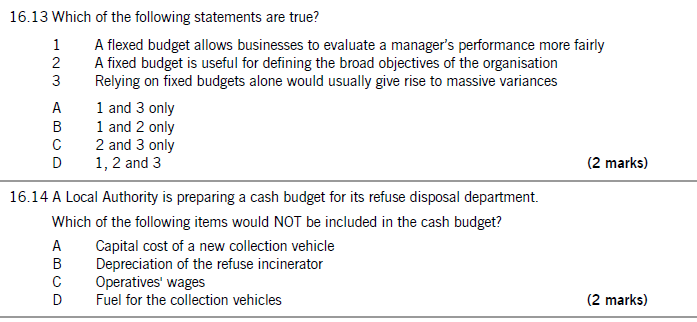 16.13 Which of the following statements are true?
1 A flexed budget allows businesses to evaluate a manager's performance more fairly
2 A fixed budget is useful for defining the broad objectives of the organisation
3 Relying on fixed budgets alone would usually give rise to massive variances
A 1 and 3 only
B 1 and 2 only
C 2 and 3 only
D 1, 2 and 3 (2 marks)
16.14 A Local Authority is preparing a cash budget for its refuse disposal department.
Which of the following items would NOT be included in the cash budget?
A Capital cost of a new collection vehicle
B Depreciation of the refuse incinerator
C Operatives' wages
D Fuel for the collection vehicles (2 marks)